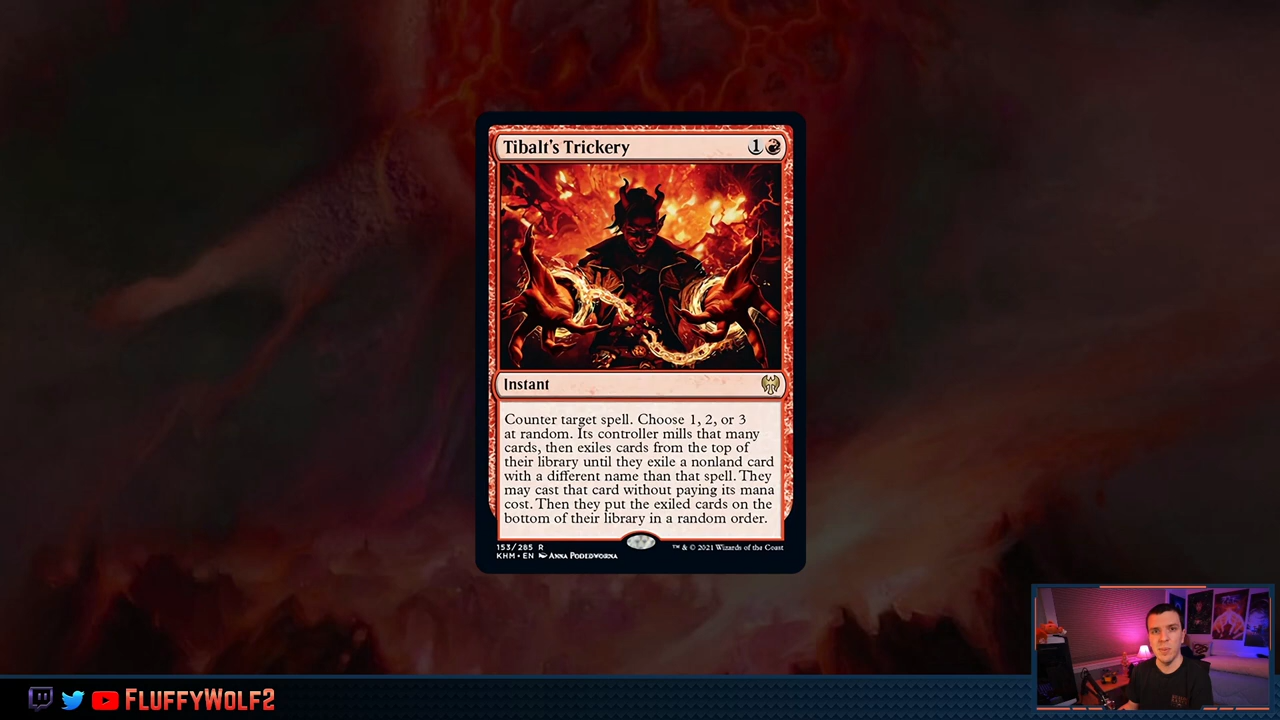 Tibalt's Trickery 1
Instant
Counter target spell. Choose 1, 2, or 3
at random. Its controller mills that many
cards, then exiles cards from the top of
their library until they exile a nonland card
with a different name than that spell. They
may cast that card without paying its mana
cost. Then they put the exiled cards on the
bottom of their library in a random order.
153/285 R
KHM • EN Anna Podedworna
™ & © 2021 Wizards of the Coast
FluffyWolf2